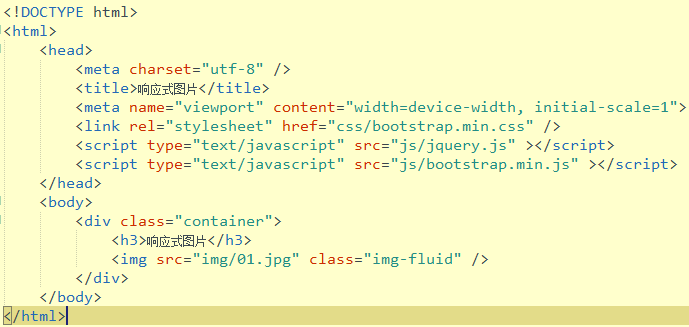 <!DOCTYPE html>
<html>
    <head>
        <meta charset="utf-8" />
        <title>响应式图片</title>
        <meta name="viewport" content="width=device-width, initial-scale=1">
        <link rel="stylesheet" href="css/bootstrap.min.css" />
        <script type="text/javascript" src="js/jquery.js" ></script>
        <script type="text/javascript" src="js/bootstrap.min.js" ></script>
    </head>
    <body>
        <div class="container">
            <h3>响应式图片</h3>
            <img src="img/01.jpg" class="img-fluid" />
        </div>
    </body>
</html>